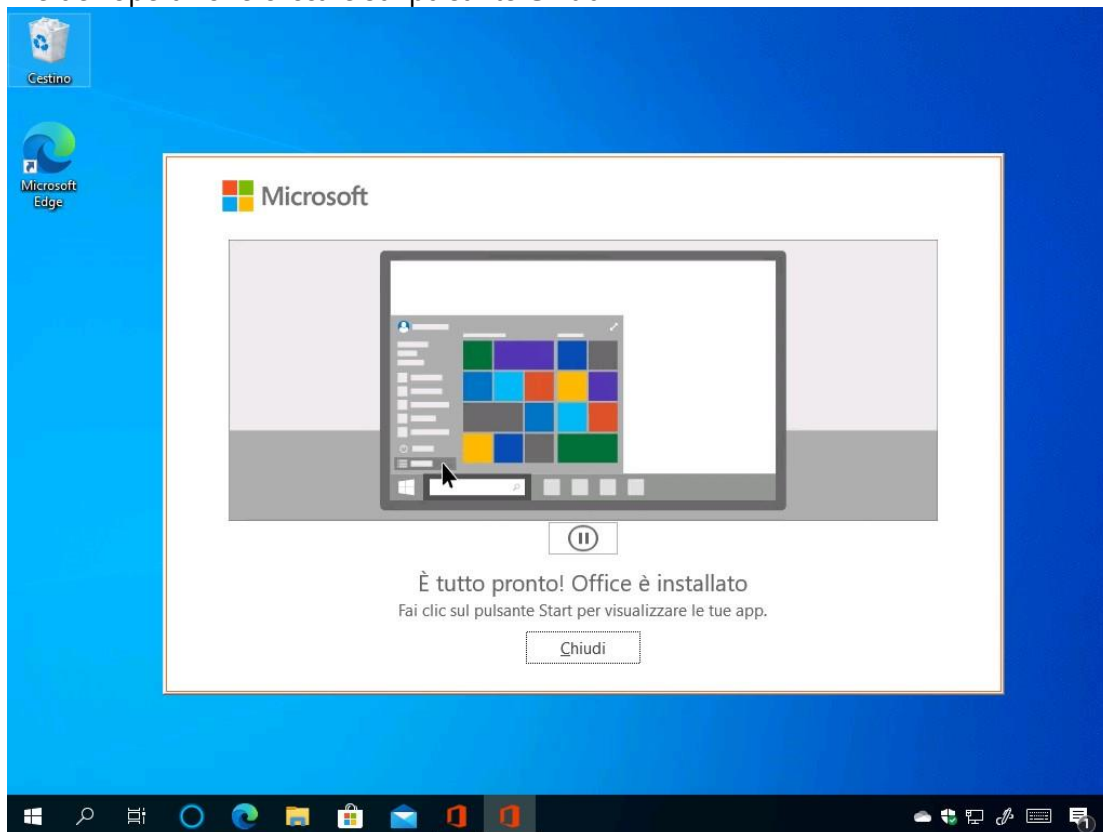 Cestino
Microsoft
Edge
Microsoft
È tutto pronto! Office è installato
Fai clic sul pulsante Start per visualizzare le tue app.
Chiudi
1